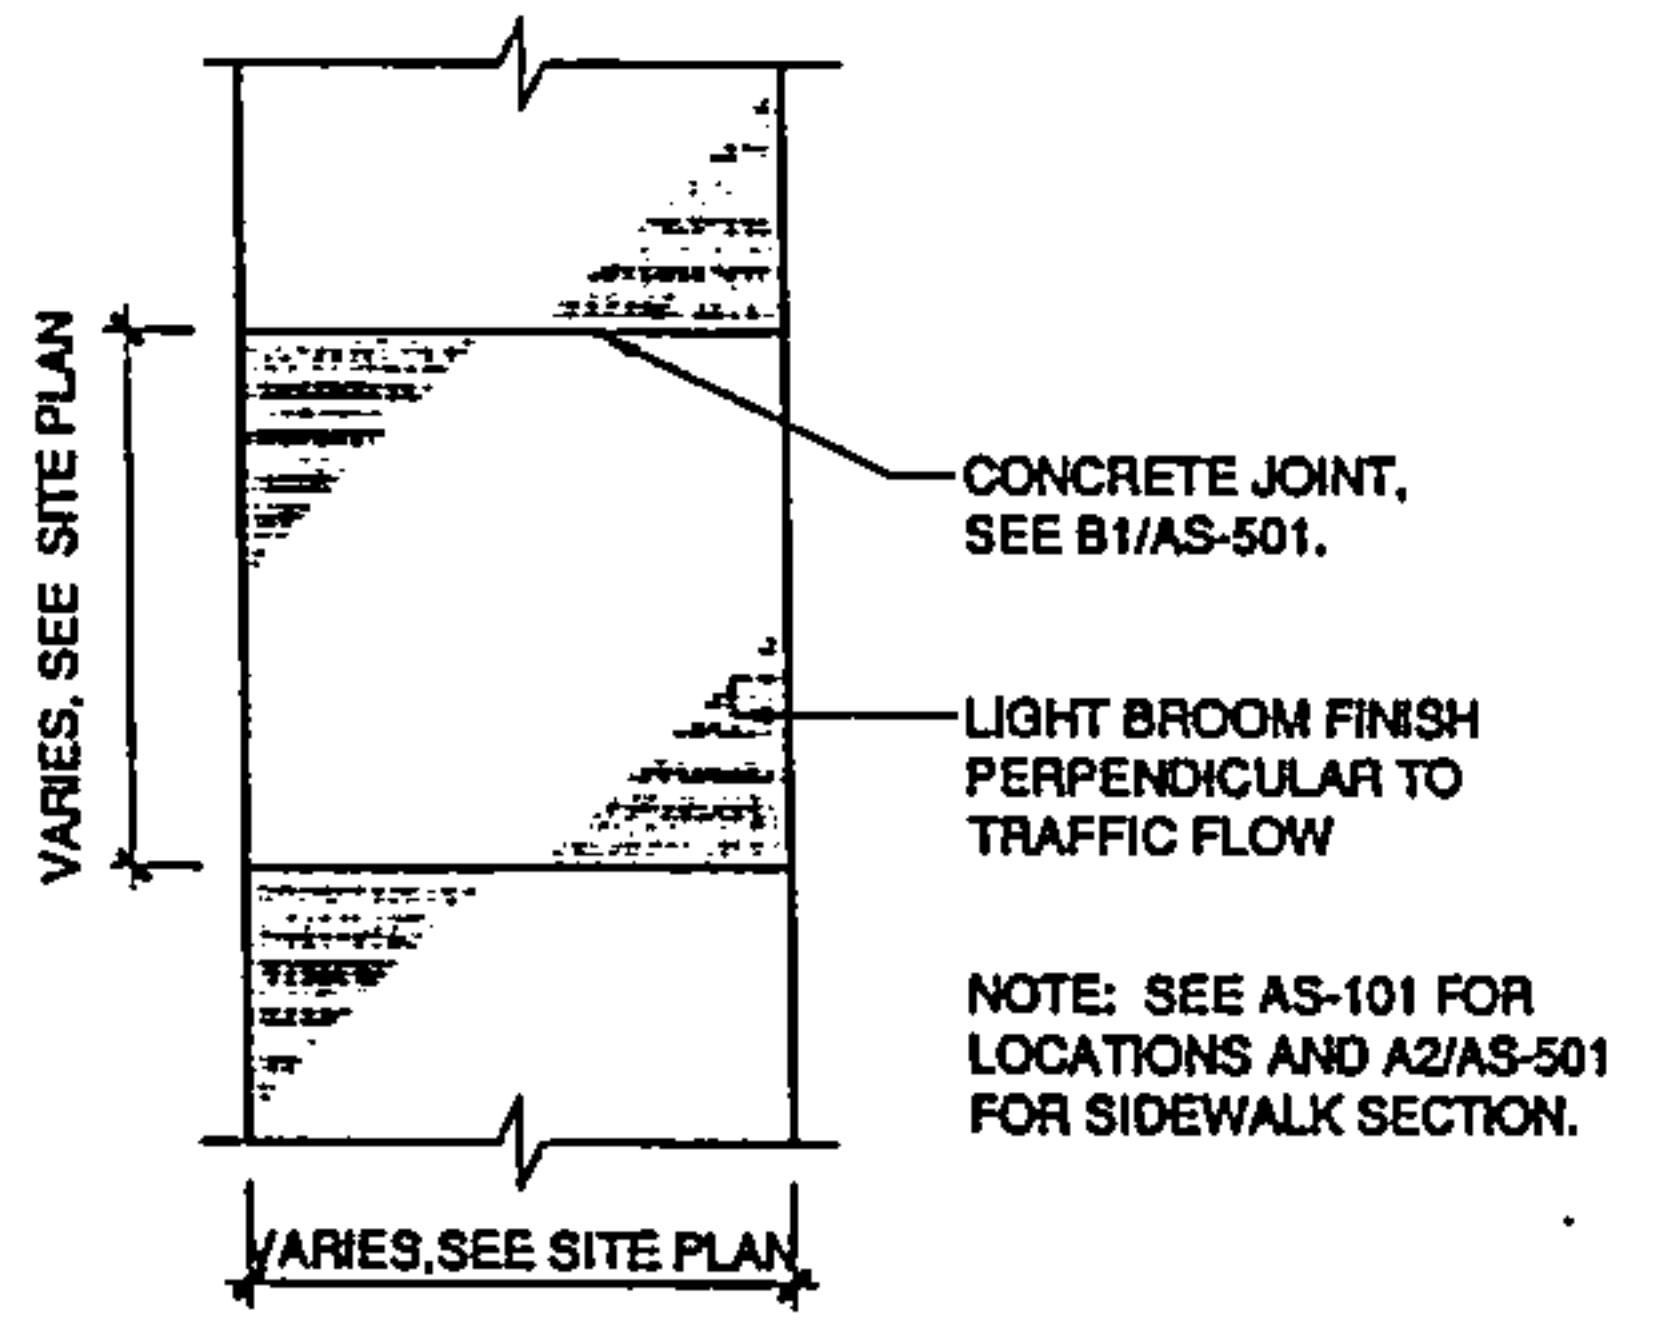 VARIES, SEE SITE PLAN
CONCRETE JOINT,
SEE B1/AS-501.
LIGHT BROOM FINISH
PERPENDICULAR TO
TRAFFIC FLOW
NOTE: SEE AS-101 FOR
LOCATIONS AND A2/AS-501
FOR SIDEWALK SECTION.
VARIES,SEE SITE PLAN